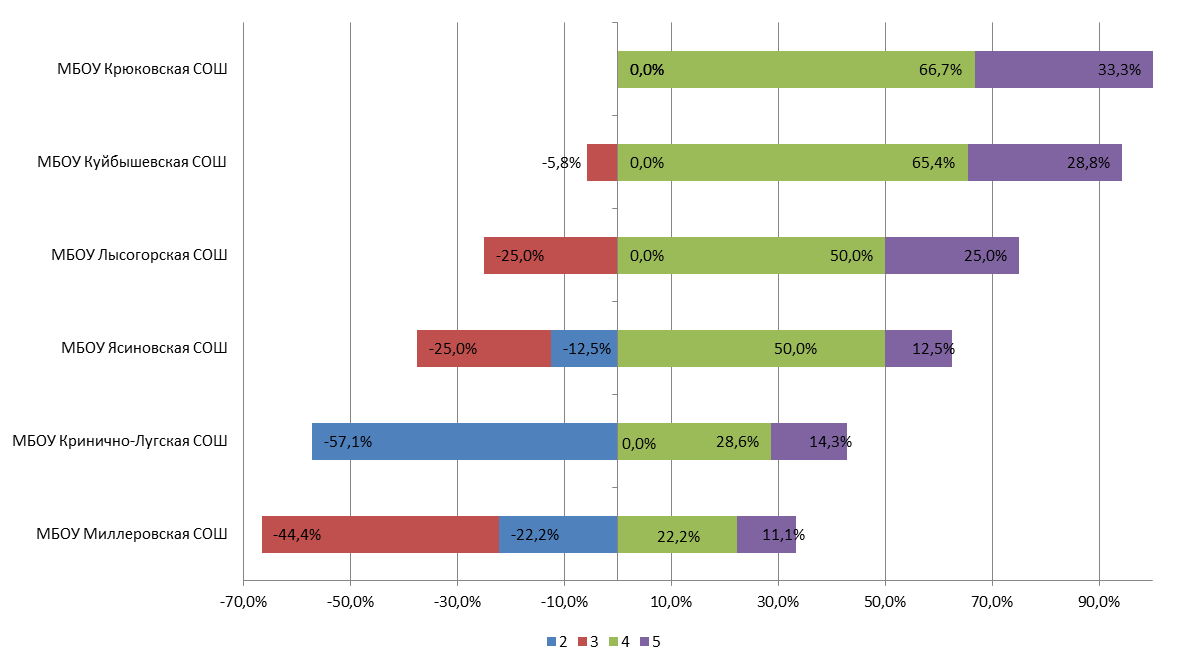 МБОУ Крюковская СОШ 0,0% 66,7% 33,3%
МБОУ Куйбышевская СОШ -5,8% 0,0% 65,4% 28,8%
МБОУ Лысогорская СОШ -25,0% 0,0% 50,0% 25,0%
МБОУ Ясиновская СОШ -25,0% -12,5% 50,0% 12,5%
МБОУ Кринично-Лугская СОШ -57,1% 0,0% 28,6% 14,3%
МБОУ Миллеровская СОШ -44,4% -22,2% 22,2% 11,1%
-70,0% -50,0% -30,0% -10,0% 10,0% 30,0% 50,0% 70,0% 90,0%
2 3 4 5